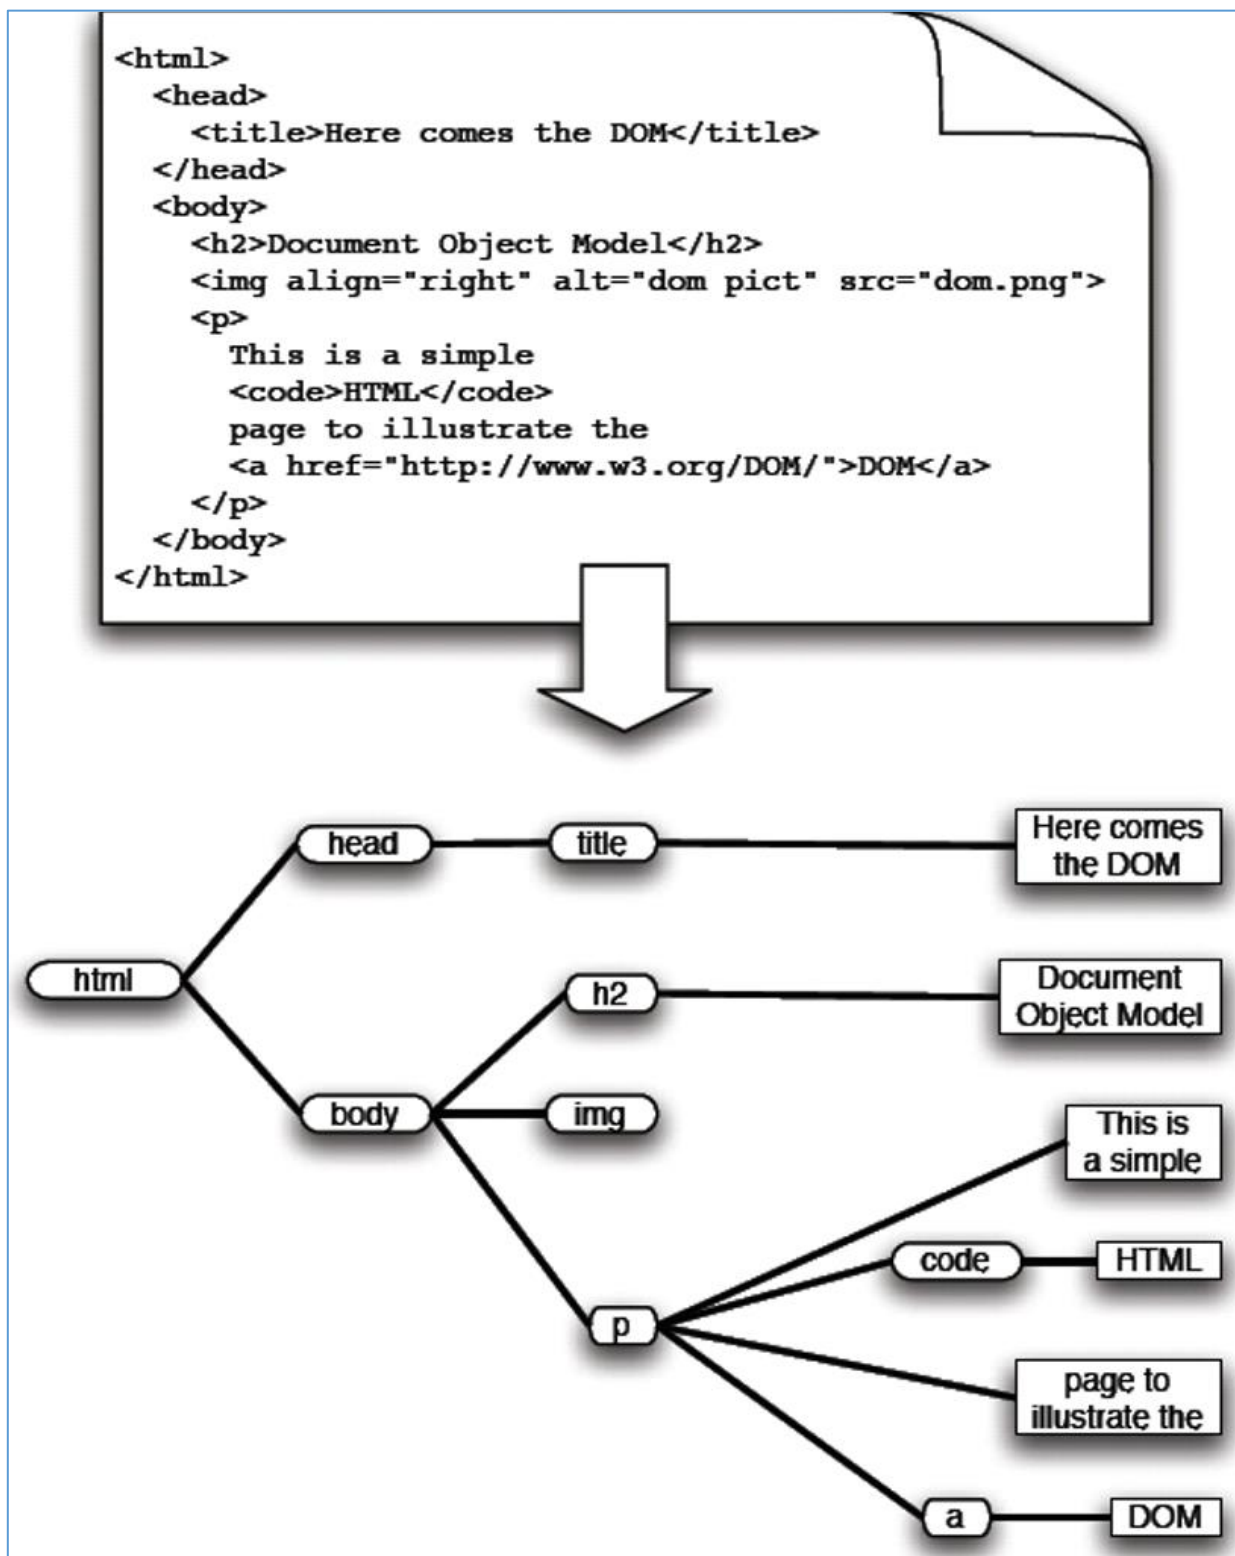 <html>
<head>
<title>Here comes the DOM</title>
</head>
<body>
<h2>Document Object Model</h2>
<img align="right" alt="dom pict" src="dom.png">
<p>
This is a simple
<code>HTML</code>
page to illustrate the
<a href="http://www.w3.org/DOM/">DOM</a>
</p>
</body>
</html>
head
title
Here comes
the DOM
html
h2
Document
Object Model
body
img
This is
a simple
code
HTML
p
page to
illustrate the
a
DOM